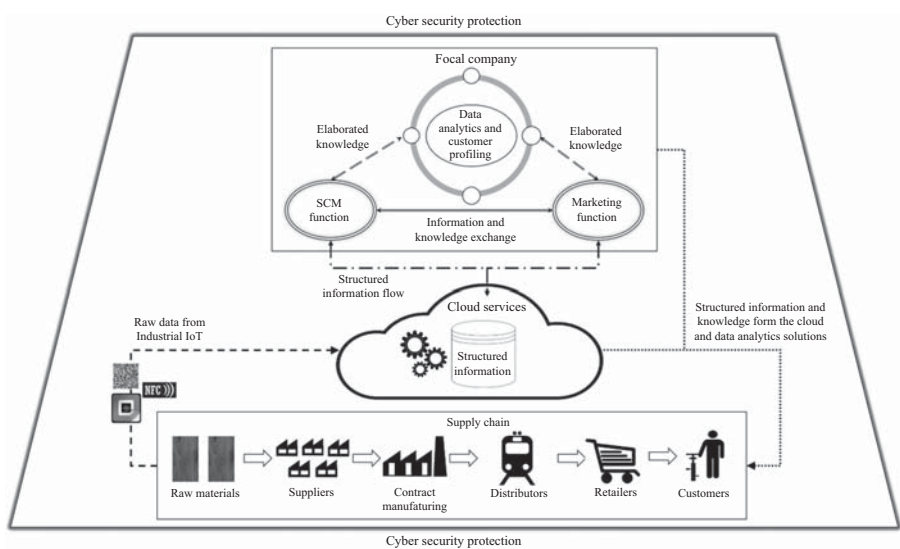 Cyber security protection
Focal company
Data
analytics and
customer
profiling
Elaborated
knowledge
Elaborated
knowledge
SCM
function
Marketing
function
Information and
knowledge exchange
Structured
information flow
Cloud services
Structured
information
Raw data from
Industrial IoT
NFC
Structured information and
knowledge form the cloud
and data analytics solutions
Supply chain
Raw materials
Suppliers
Contract
manufaturing
Distributors
Retailers
Customers
Cyber security protection